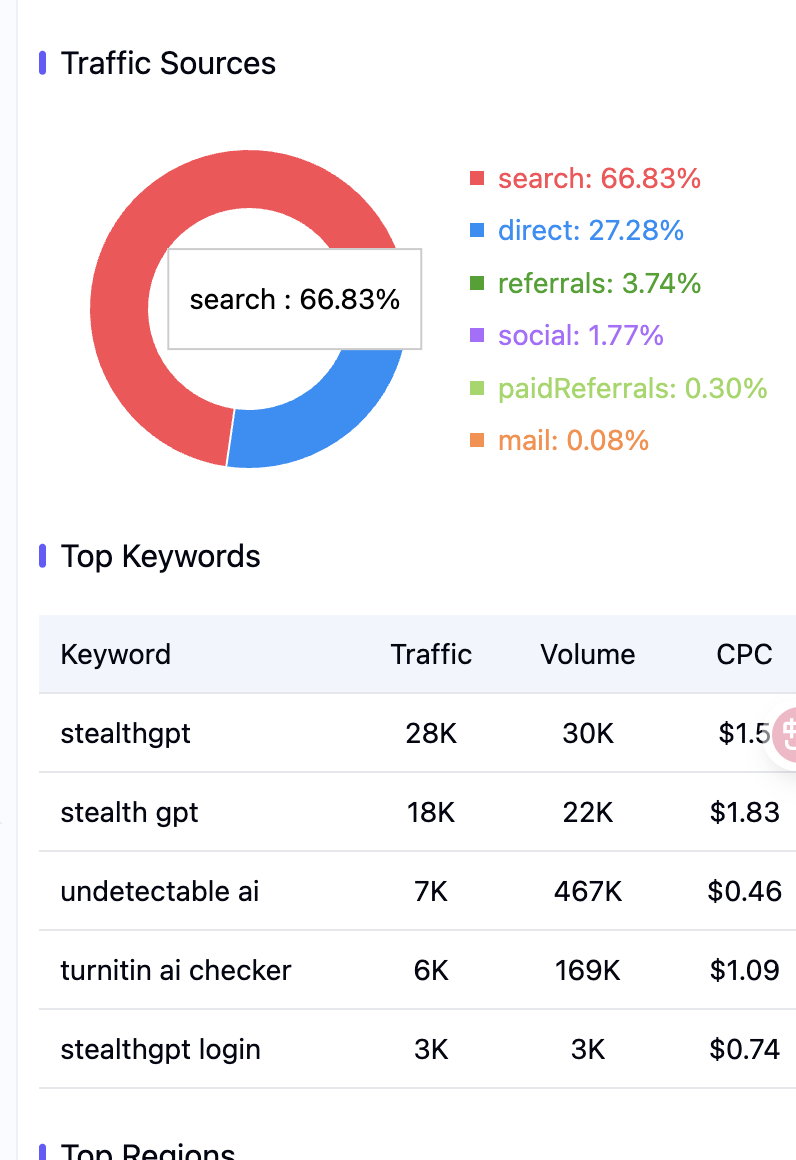 Traffic Sources
search: 66.83%
direct: 27.28%
search : 66.83%
referrals: 3.74%
social: 1.77%
paidReferrals: 0.30%
mail: 0.08%
Top Keywords
Keyword Traffic Volume CPC
stealthgpt 28K 30K $1.5
stealth gpt 18K 22K $1.83
undetectable ai 7K 467K $0.46
turnitin ai checker 6K 169K $1.09
stealthgpt login 3K 3K $0.74
Top Regions